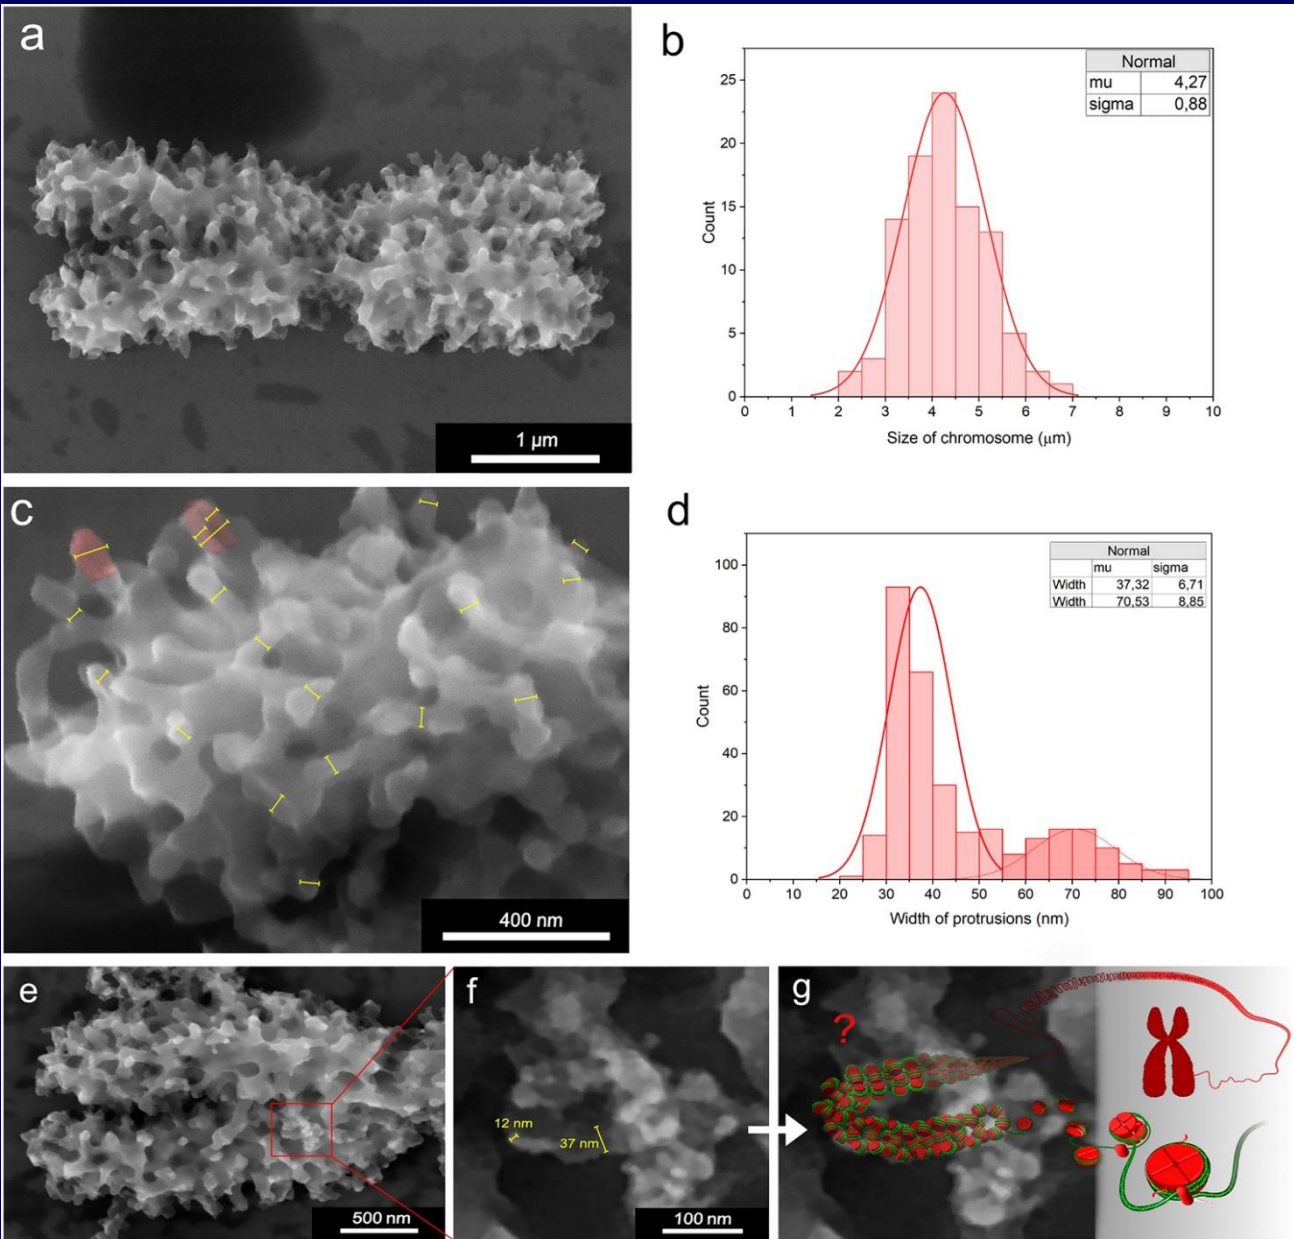 a
1 µm
b
Normal
mu 4,27
sigma 0,88
25
20
15
10
5
0
Count
0 1 2 3 4 5 6 7 8 9 10
Size of chromosome (µm)
c
400 nm
d
Normal
mu sigma
Width 37,32 6,71
Width 70,53 8,85
100
80
60
40
20
0
Count
0 10 20 30 40 50 60 70 80 90 100
Width of protrusions (nm)
e
500 nm
f
12 nm
37 nm
100 nm
g
?